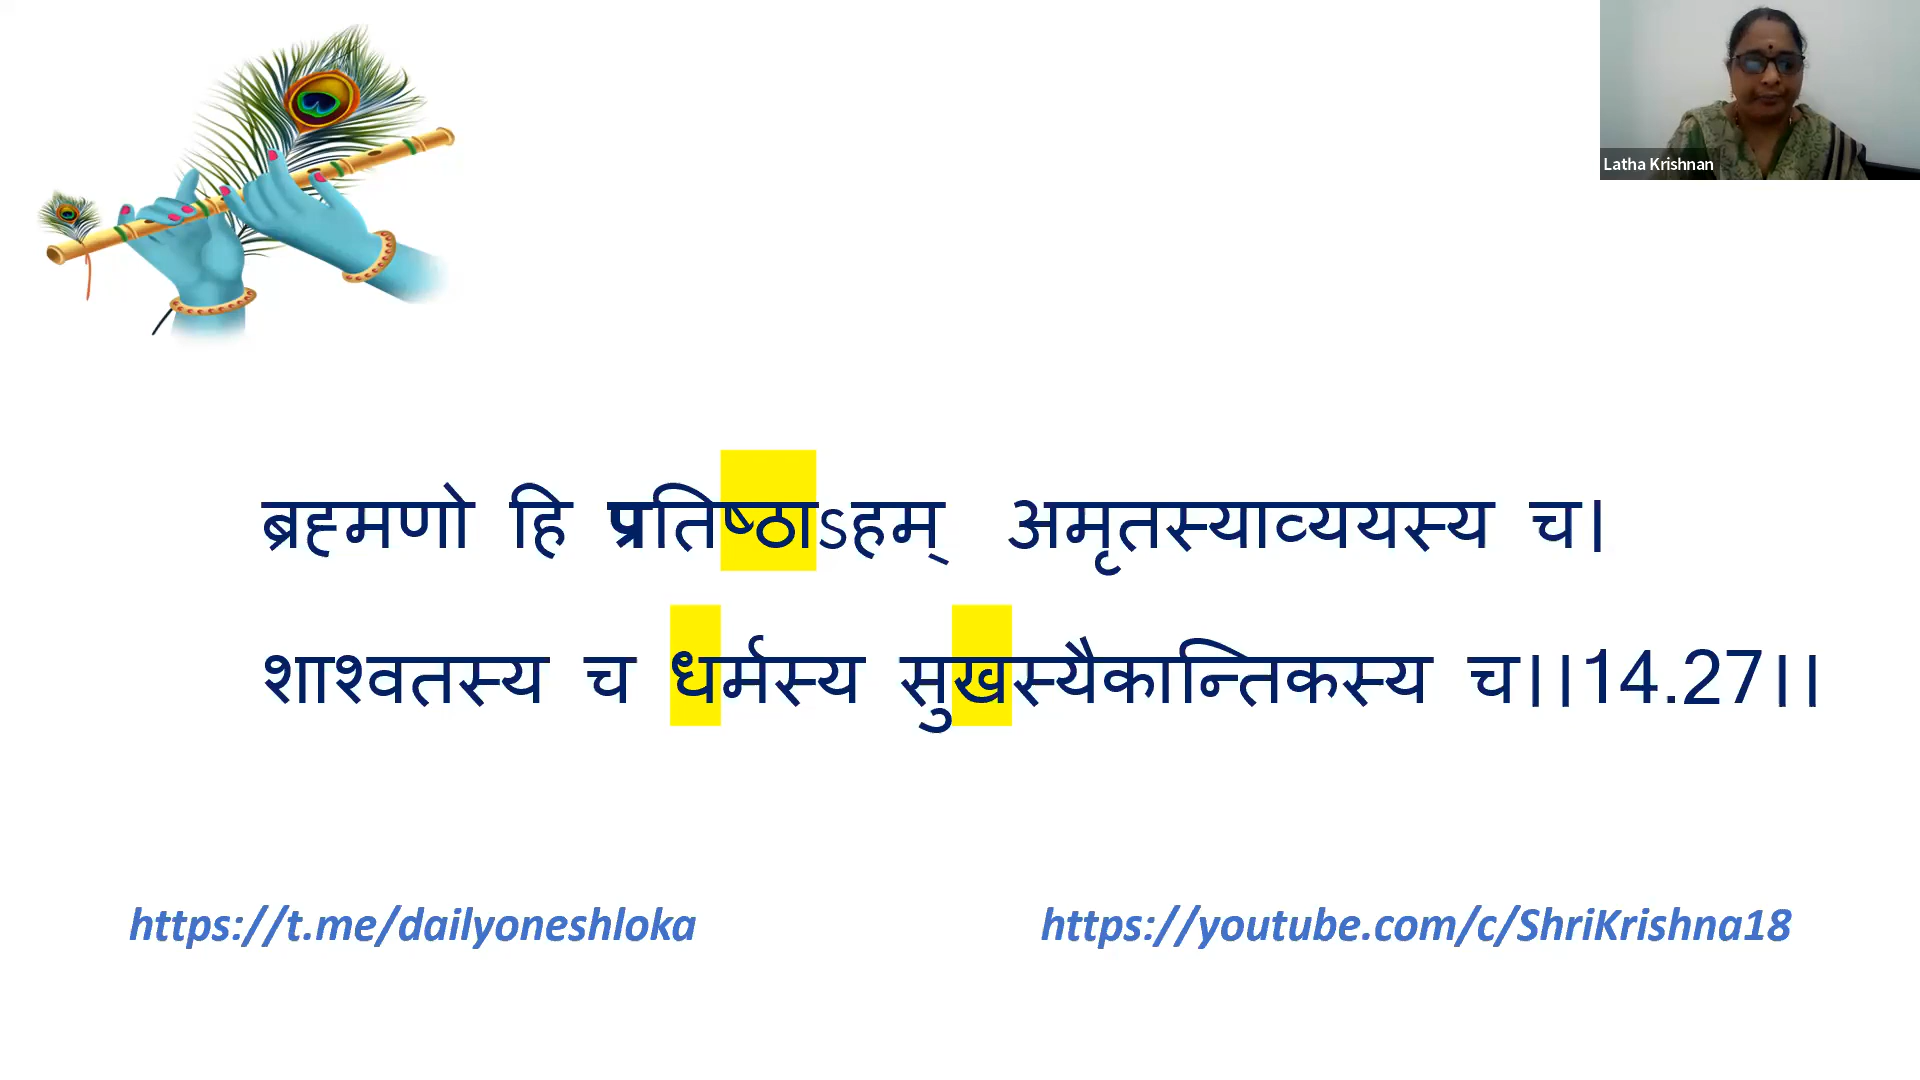 Latha Krishnan
ब्रह्मणो हि प्रतिष्ठाऽहम् अमृतस्याव्ययस्य च।
शाश्वतस्य च धर्मस्य सुखस्यैकान्तिकस्य च।।14.27।।
https://t.me/dailyoneshloka
https://youtube.com/c/ShriKrishna18